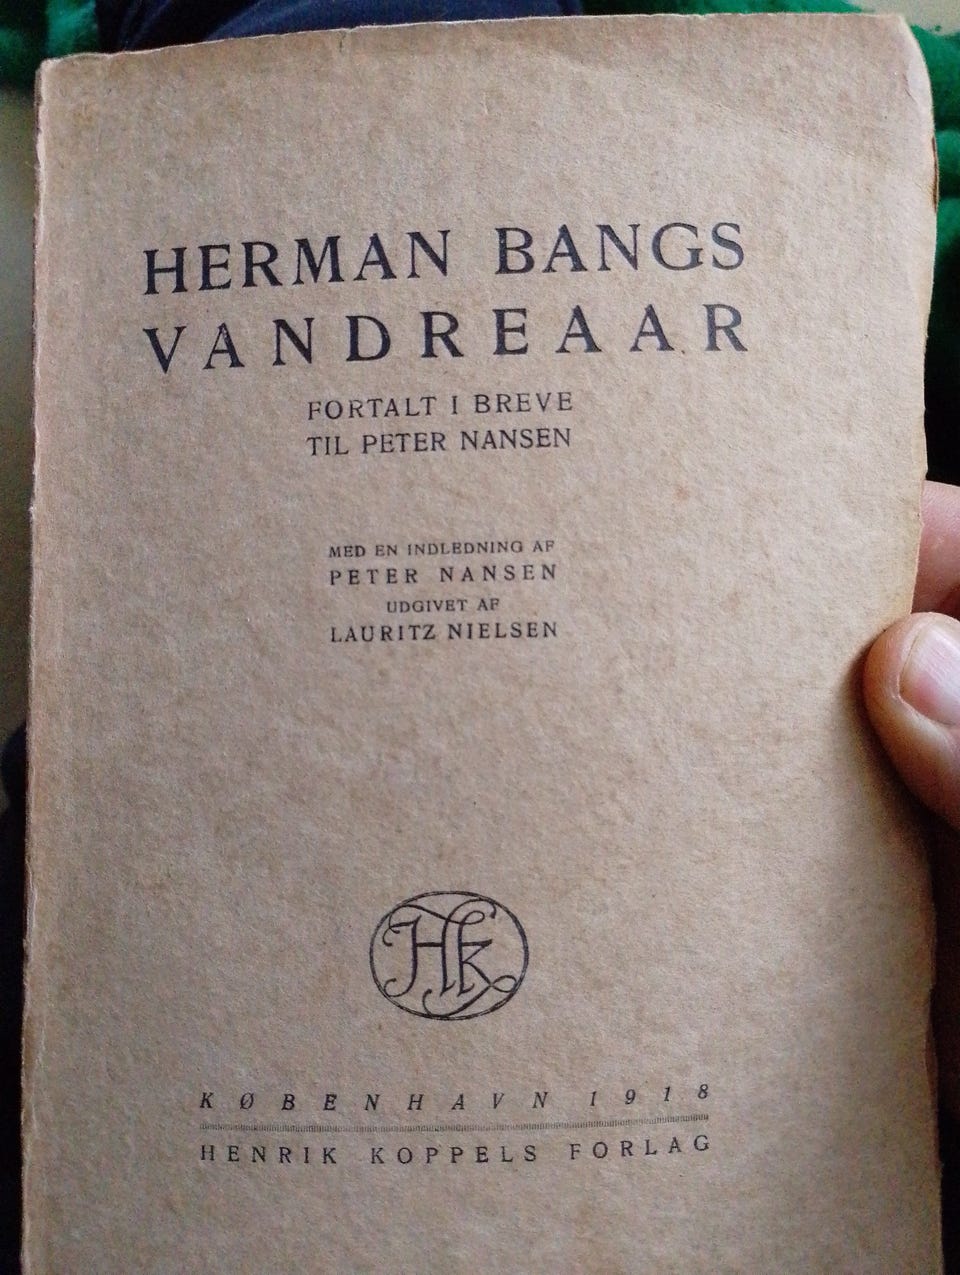 HERMAN BANGS
VANDREAAR
FORTALT I BREVE
TIL PETER NANSEN
MED EN INDLEDNING AF
PETER NANSEN
UDGIVET AF
LAURITZ NIELSEN
HK
KØBENHAVN 1918
HENRIK KOPPELS FORLAG